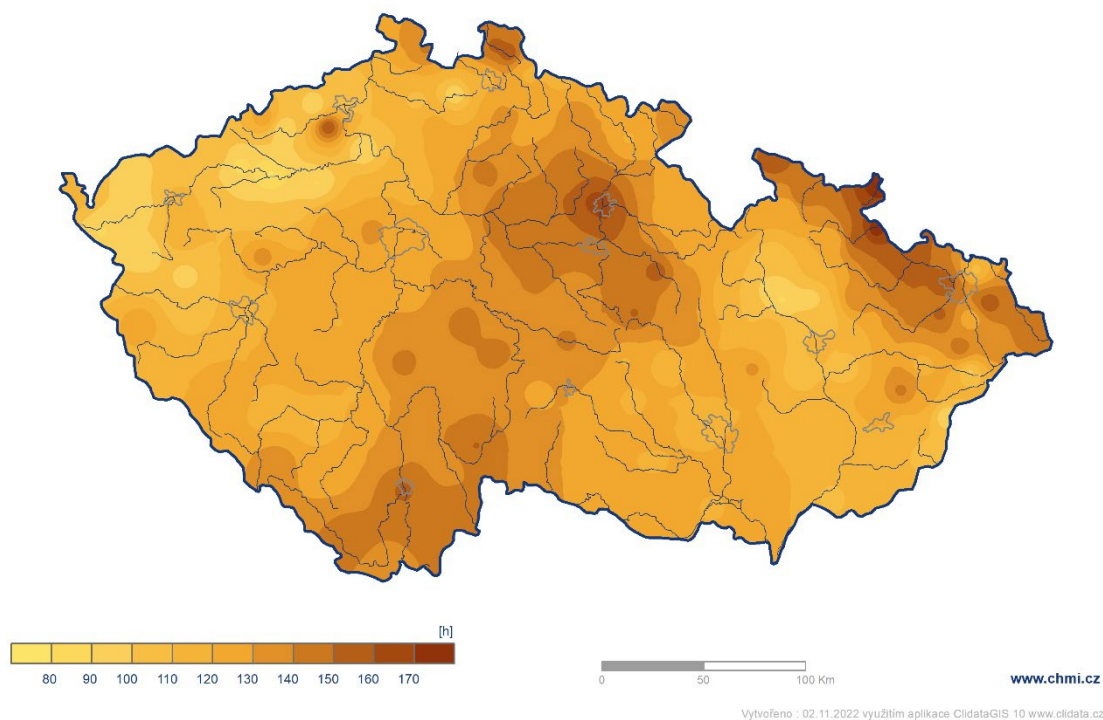 [h]
80 90 100 110 120 130 140 150 160 170
0 50 100 Km
www.chmi.cz
Vytvořeno : 02.11.2022 využitím aplikace ClidataGIS 10 www.clidata.cz